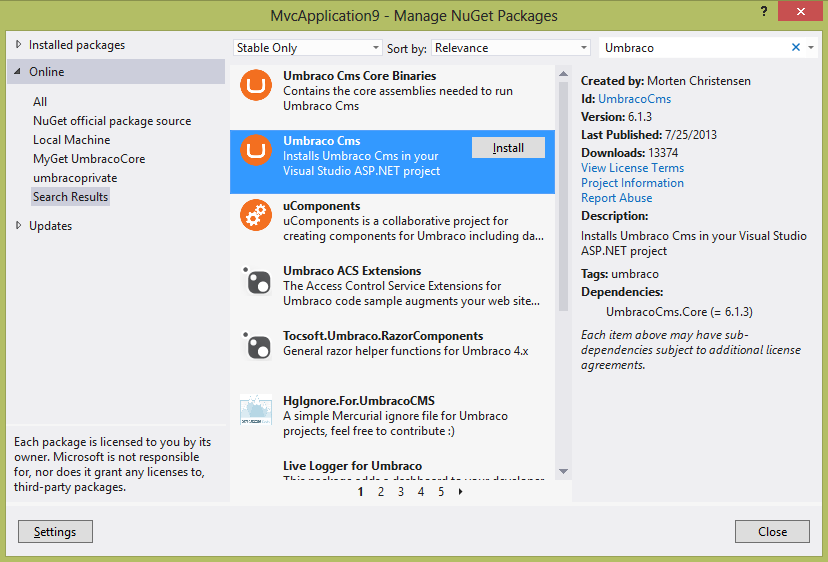 MvcApplication9 - Manage NuGet Packages
?
Installed packages
Online
All
NuGet official package source
Local Machine
MyGet UmbracoCore
umbracoprivate
Search Results
Updates
Each package is licensed to you by its
owner. Microsoft is not responsible
for, nor does it grant any licenses to,
third-party packages.
Stable Only
Sort by:
Relevance
Umbraco
Umbraco Cms Core Binaries
Contains the core assemblies needed to run
Umbraco Cms
Umbraco Cms
Installs Umbraco Cms in your
Visual Studio ASP.NET project
Install
uComponents
uComponents is a collaborative project for
creating components for Umbraco including da...
Umbraco ACS Extensions
The Access Control Service Extensions for
Umbraco code sample augments your web site...
Tocsoft.Umbraco.RazorComponents
General razor helper functions for Umbraco 4.x
HgIgnore.For.UmbracoCMS
A simple Mercurial ignore file for Umbraco
projects, feel free to contribute :)
Live Logger for Umbraco
This package adds a dashboard to your developer
1 2 3 4 5
Created by: Morten Christensen
Id: UmbracoCms
Version: 6.1.3
Last Published: 7/25/2013
Downloads: 13374
View License Terms
Project Information
Report Abuse
Description:
Installs Umbraco Cms in your Visual Studio
ASP.NET project
Tags: umbraco
Dependencies:
UmbracoCms.Core (= 6.1.3)
Each item above may have sub-
dependencies subject to additional license
agreements.
Settings
Close